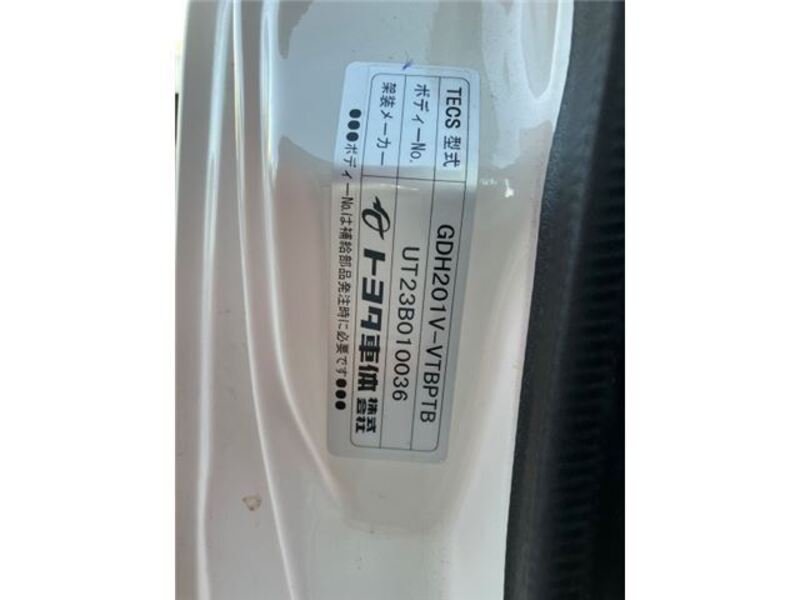 TECS 型式 GDH201V-VTBPTB
ボディーNo. UT23B010036
架装メーカー トヨタ車体 株式会社
●●●ボディーNo.は補給部品発注時に必要です●●●